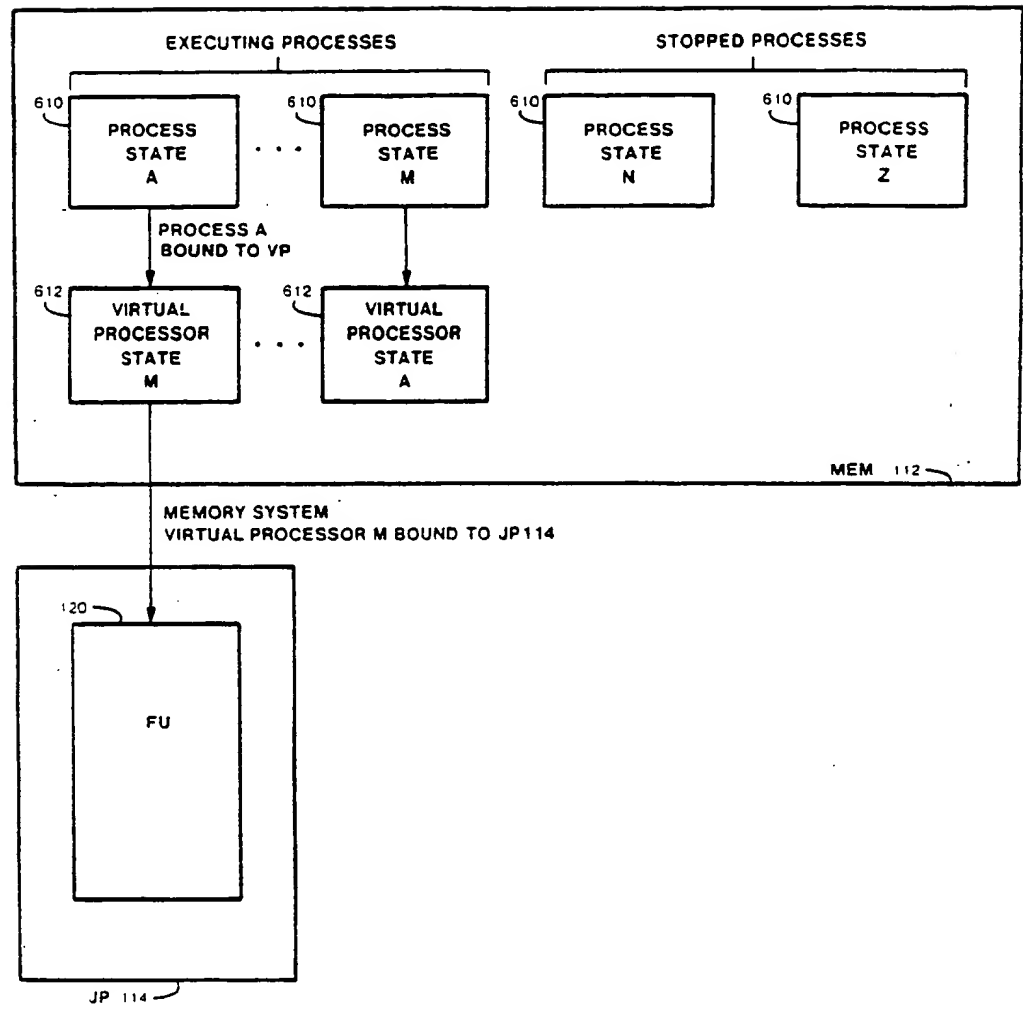 EXECUTING PROCESSES
STOPPED PROCESSES
610
PROCESS
STATE
A
. . .
610
PROCESS
STATE
M
610
PROCESS
STATE
N
610
PROCESS
STATE
Z
PROCESS A
BOUND TO VP
612
VIRTUAL
PROCESSOR
STATE
M
. . .
612
VIRTUAL
PROCESSOR
STATE
A
MEM 112
MEMORY SYSTEM
VIRTUAL PROCESSOR M BOUND TO JP114
120
FU
JP 114